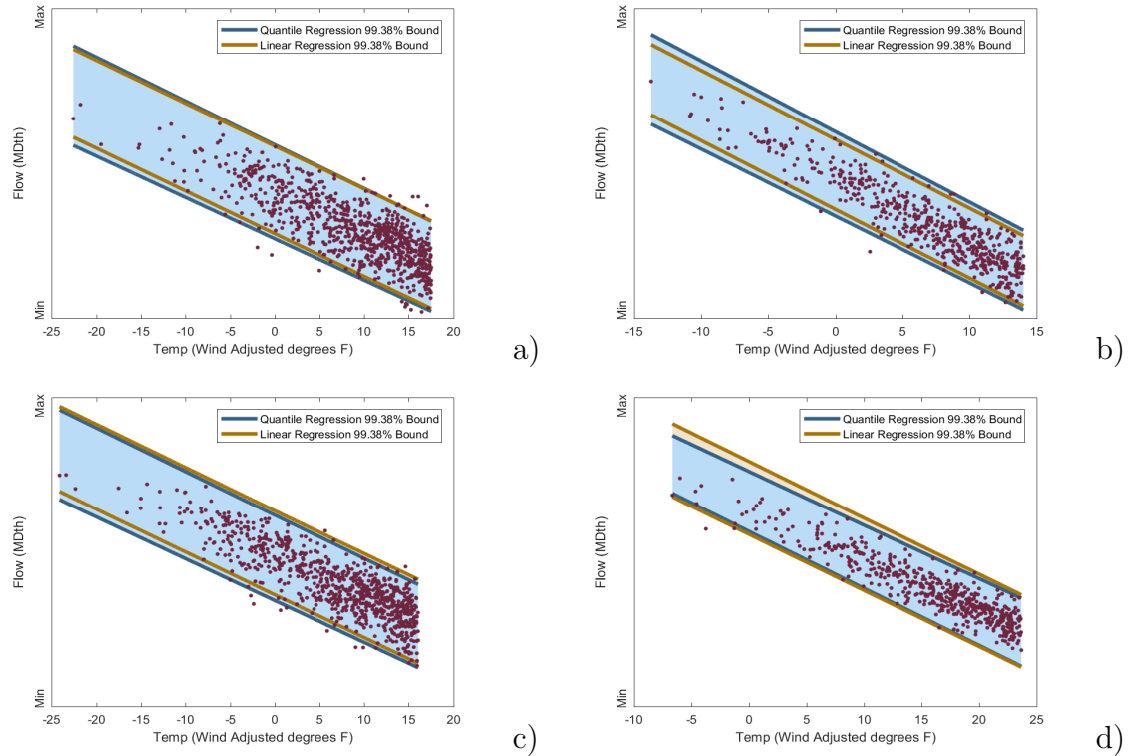 Max
Quantile Regression 99.38% Bound
Linear Regression 99.38% Bound
Flow (MDth)
Min
-25 -20 -15 -10 -5 0 5 10 15 20
Temp (Wind Adjusted degrees F)
a)
Max
Quantile Regression 99.38% Bound
Linear Regression 99.38% Bound
Flow (MDth)
Min
-15 -10 -5 0 5 10 15
Temp (Wind Adjusted degrees F)
b)
Max
Quantile Regression 99.38% Bound
Linear Regression 99.38% Bound
Flow (MDth)
Min
-25 -20 -15 -10 -5 0 5 10 15 20
Temp (Wind Adjusted degrees F)
c)
Max
Quantile Regression 99.38% Bound
Linear Regression 99.38% Bound
Flow (MDth)
Min
-10 -5 0 5 10 15 20 25
Temp (Wind Adjusted degrees F)
d)